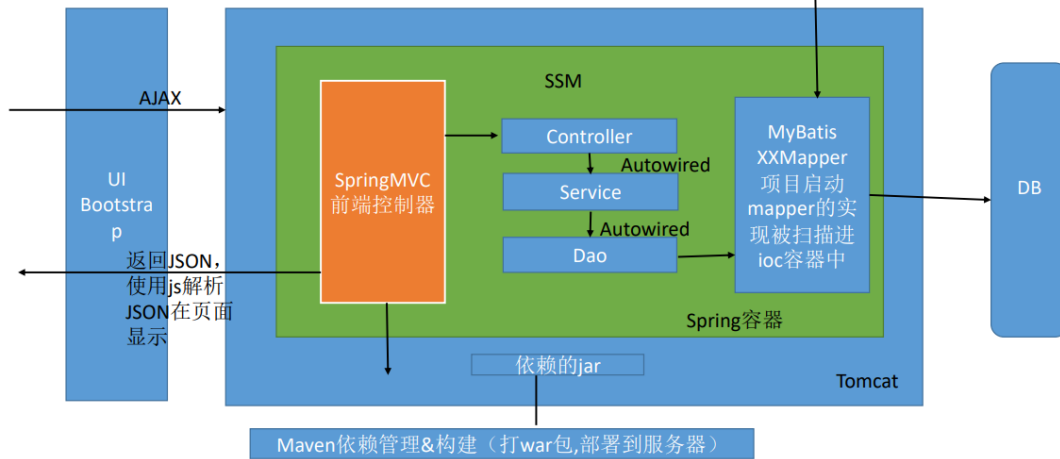 AJAX
UI
Bootstra
p
返回JSON，
使用js解析
JSON在页面
显示
SSM
SpringMVC
前端控制器
Controller
Autowired
Service
Autowired
Dao
MyBatis
XXMapper
项目启动
mapper的实
现被扫描进
ioc容器中
Spring容器
DB
依赖的jar
Tomcat
Maven依赖管理&构建（打war包,部署到服务器）